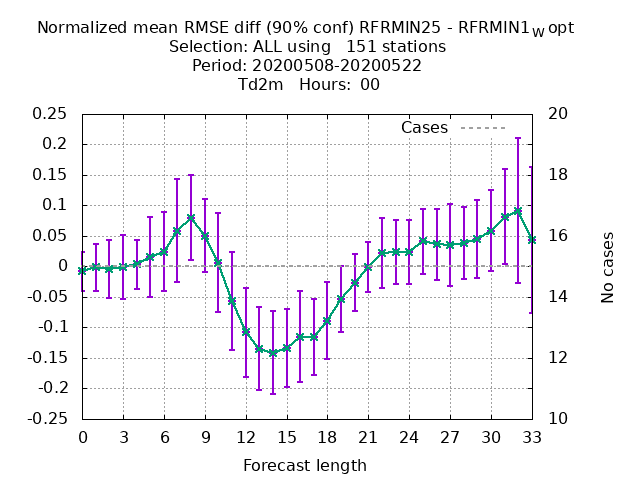 Normalized mean RMSE diff (90% conf) RFRMIN25 - RFRMIN1w opt
Selection: ALL using   151 stations
Period: 20200508-20200522
Td2m   Hours:  00
Cases
0.25
0.2
0.15
0.1
0.05
0
-0.05
-0.1
-0.15
-0.2
-0.25
20
18
16
14
12
10
No cases
0 3 6 9 12 15 18 21 24 27 30 33
Forecast length